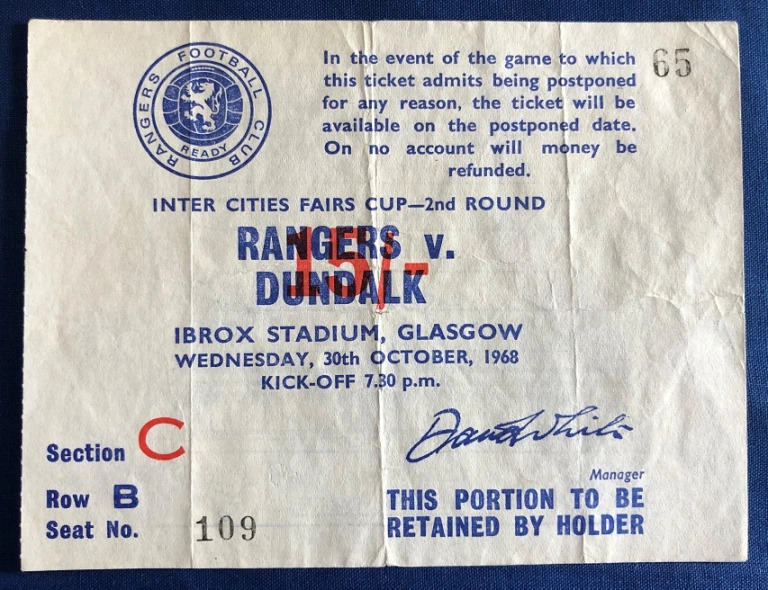 RANGERS FOOTBALL CLUB
READY
In the event of the game to which
this ticket admits being postponed
for any reason, the ticket will be
available on the postponed date.
On no account will money be
refunded.
65
INTER CITIES FAIRS CUP—2nd ROUND
RANGERS v.
15/-
DUNDALK
IBROX STADIUM, GLASGOW
WEDNESDAY, 30th OCTOBER, 1968
KICK-OFF 7.30 p.m.
Section C
David White
Manager
Row B
Seat No. 109
THIS PORTION TO BE
RETAINED BY HOLDER